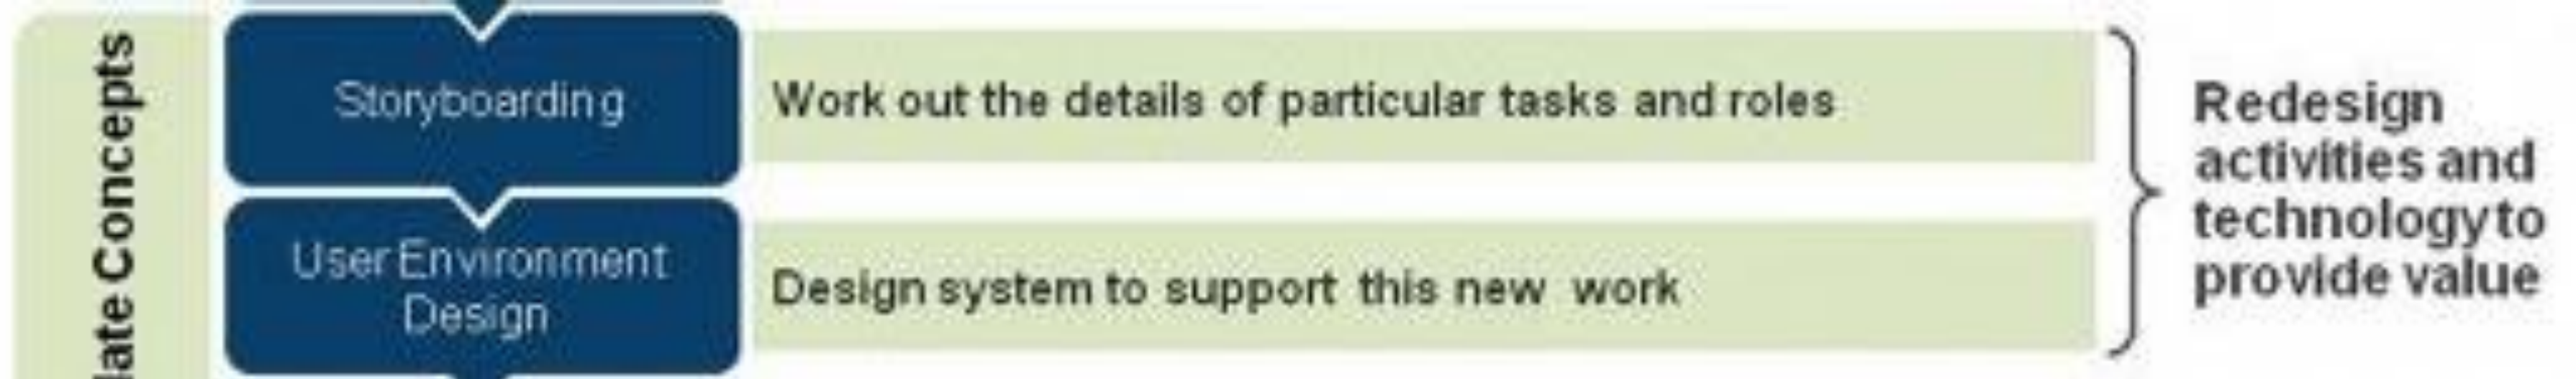 Concepts
Storyboarding
Work out the details of particular tasks and roles
User Environment
Design
Design system to support this new work
Redesign
activities and
technology to
provide value